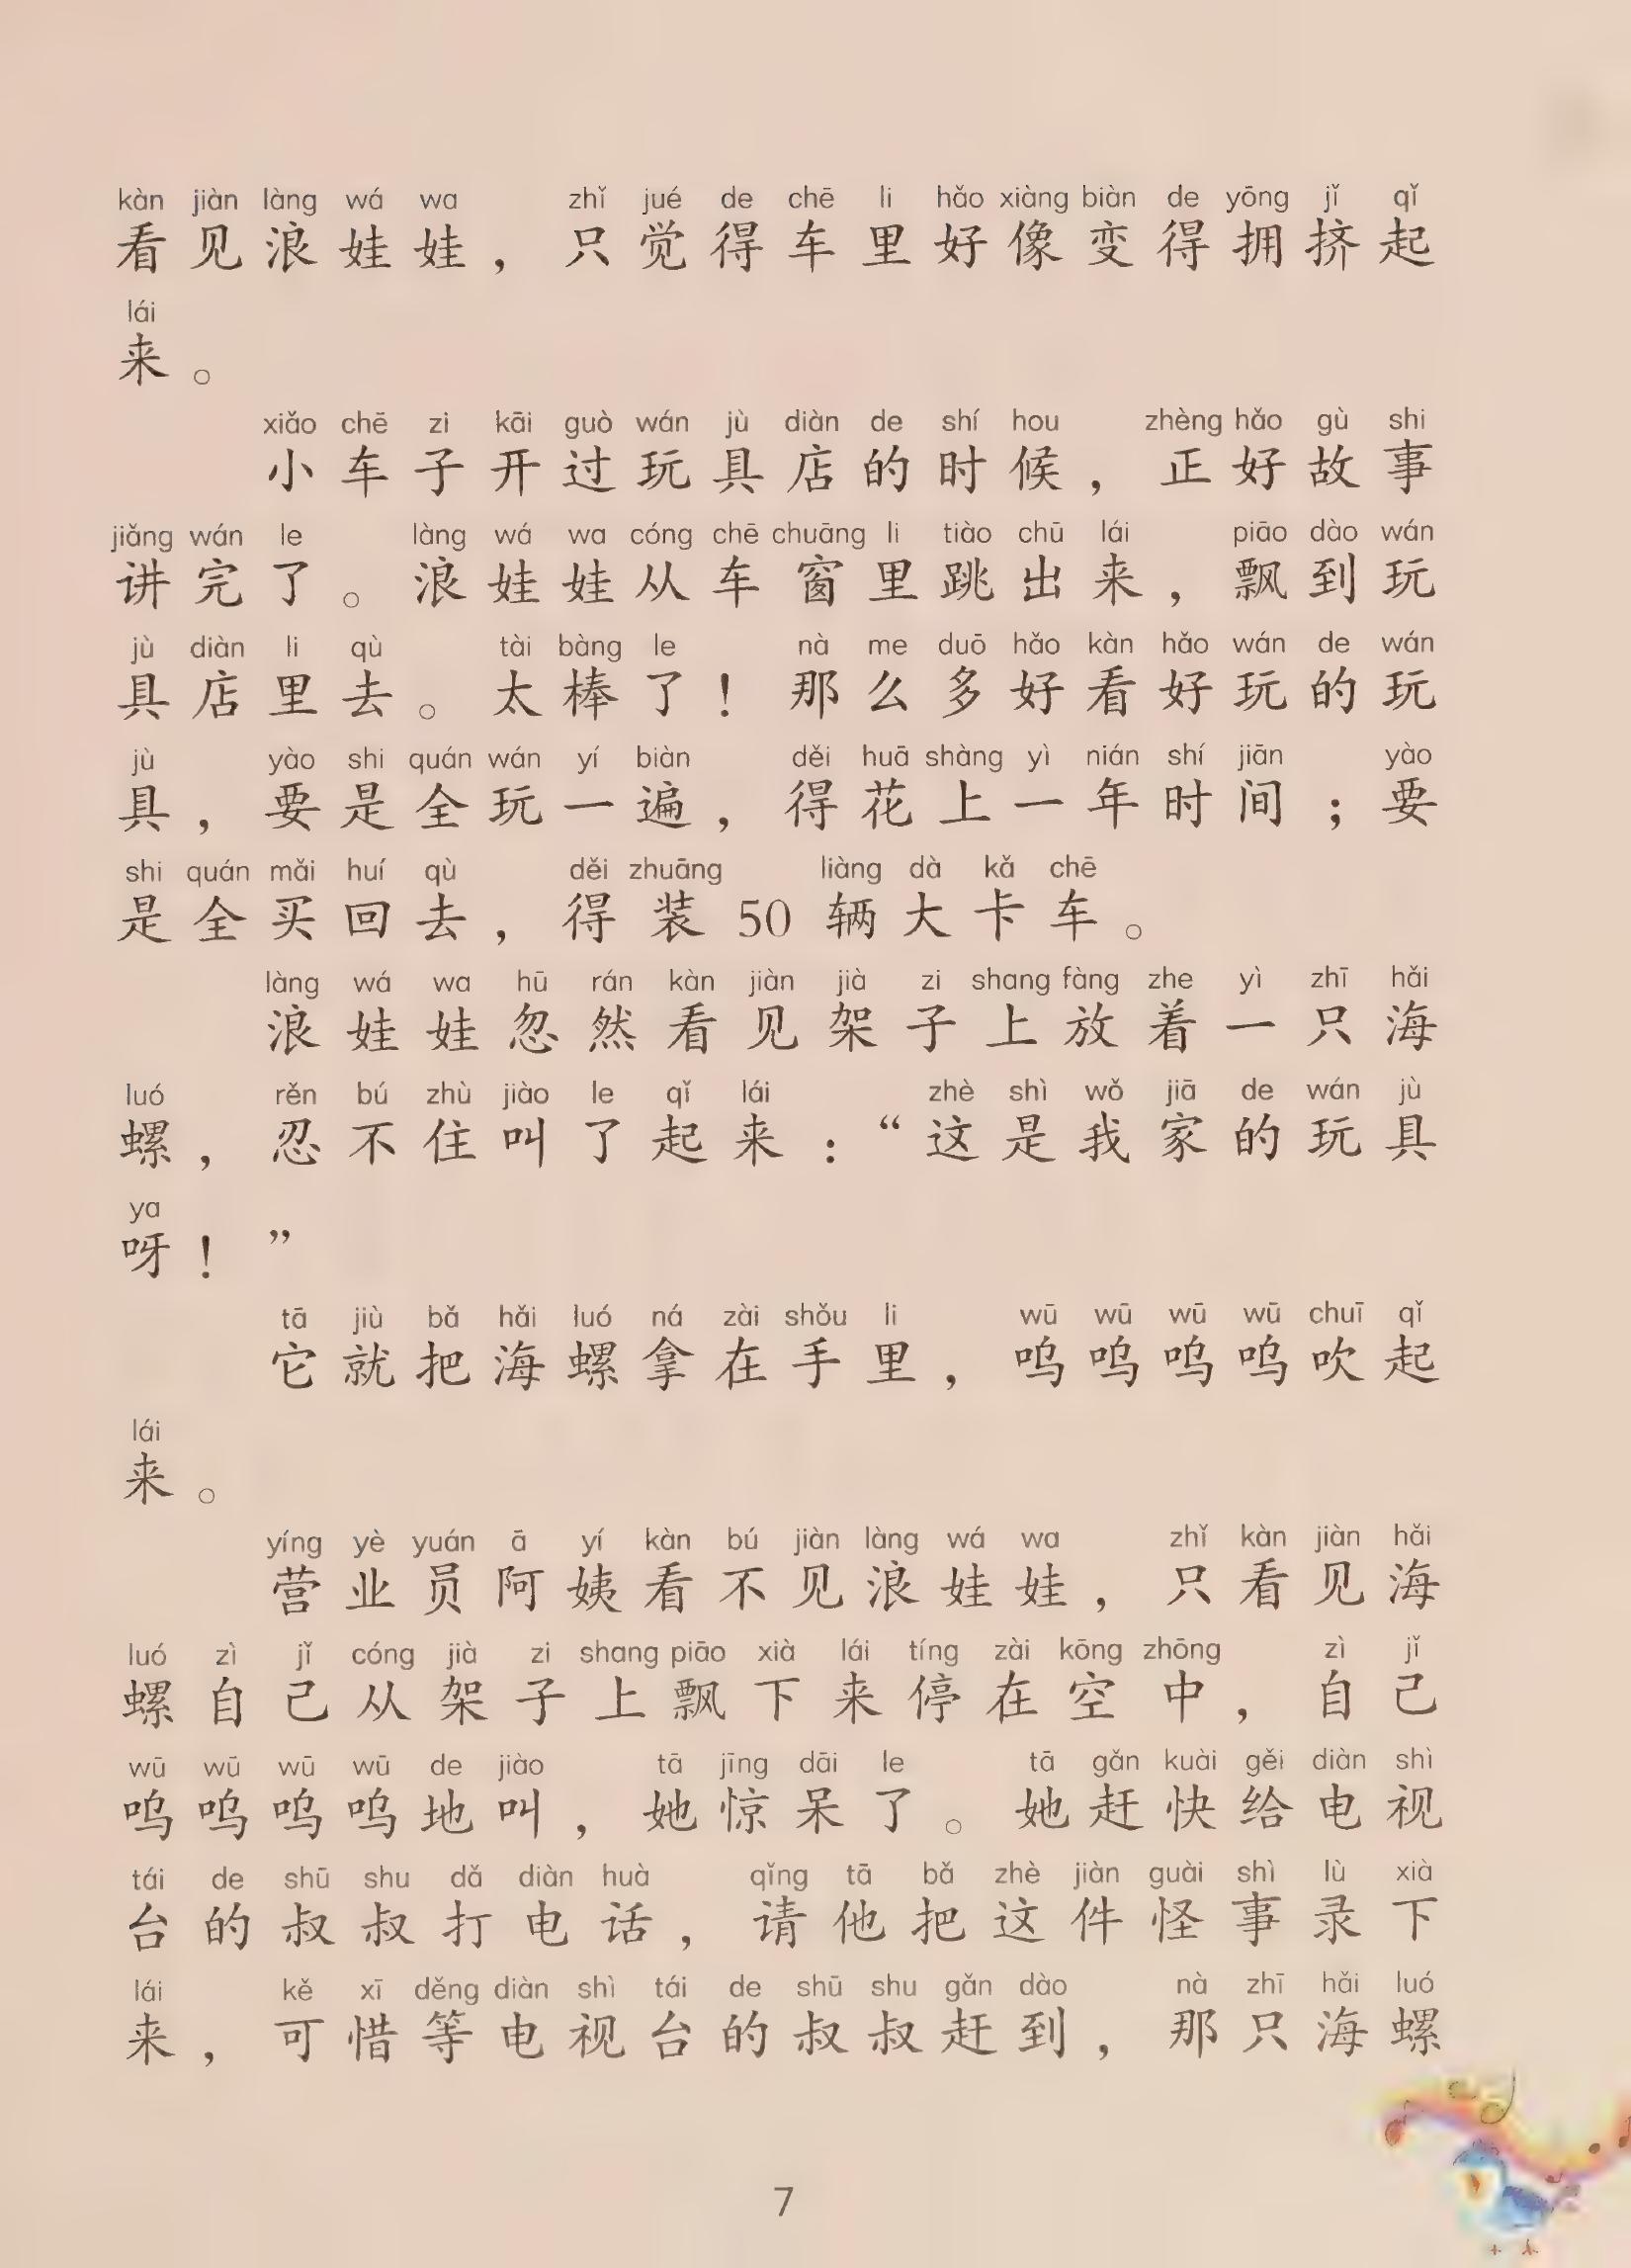 kàn jiàn làng wá wa zhǐ jué de chē li hǎo xiàng biàn de yōng jǐ qǐ
看见浪娃娃，只觉得车里好像变得拥挤起
lái
来。
xiǎo chē zi kāi guò wán jù diàn de shí hou zhèng hǎo gù shi
小车子开过玩具店的时候，正好故事
jiǎng wán le làng wá wa cóng chē chuāng li tiào chū lái piāo dào wán
讲完了。浪娃娃从车窗里跳出来，飘到玩
jù diàn li qù tài bàng le nà me duō hǎo kàn hǎo wán de wán
具店里去。太棒了！那么多好看好玩的玩
jù yào shi quán wán yí biàn děi huā shàng yì nián shí jiān yào
具，要是全玩一遍，得花上一年时间；要
shi quán mǎi huí qù děi zhuāng liàng dà kǎ chē
是全买回去，得装50辆大卡车。
làng wá wa hū rán kàn jiàn jià zi shang fàng zhe yì zhī hǎi
浪娃娃忽然看见架子上放着一只海
luó rěn bú zhù jiào le qǐ lái zhè shì wǒ jiā de wán jù
螺，忍不住叫了起来：“这是我家的玩具
ya
呀！”
tā jiù bǎ hǎi luó ná zài shǒu li wū wū wū wū chuī qǐ
它就把海螺拿在手里，呜呜呜呜吹起
lái
来。
yíng yè yuán ā yí kàn bú jiàn làng wá wa zhǐ kàn jiàn hǎi
营业员阿姨看不见浪娃娃，只看见海
luó zì jǐ cóng jià zi shang piāo xià lái tíng zài kōng zhōng zì jǐ
螺自己从架子上飘下来停在空中，自己
wū wū wū wū de jiào tā jīng dāi le tā gǎn kuài gěi diàn shì
呜呜呜呜地叫，她惊呆了。她赶快给电视
tái de shū shu dǎ diàn huà qǐng tā bǎ zhè jiàn guài shì lù xià
台的叔叔打电话，请他把这件怪事录下
lái kě xī děng diàn shì tái de shū shu gǎn dào nà zhī hǎi luó
来，可惜等电视台的叔叔赶到，那只海螺
7